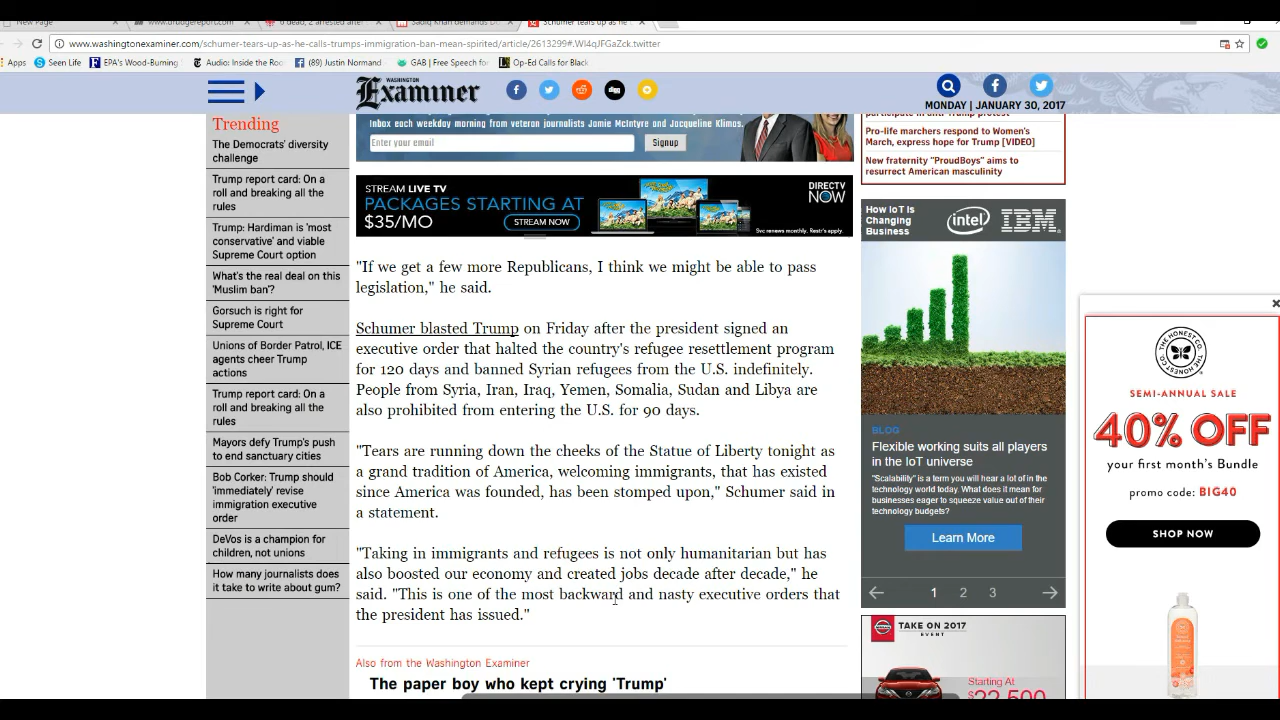 New Page
www.drudgereport.com
6 dead, 2 arrested after
Sadiq Khan demands D
Schumer tears up as he
www.washingtonexaminer.com/schumer-tears-up-as-he-calls-trumps-immigration-ban-mean-spirited/article/2613299#.WI4qJFGaZck.twitter
Apps
Seen Life
EPA's Wood-Burning
Audio: Inside the Roo
(89) Justin Normand
GAB | Free Speech fo
Op-Ed Calls for Black
WASHINGTON
Examiner
MONDAY | JANUARY 30, 2017
Trending
The Democrats' diversity
challenge
Trump report card: On a
roll and breaking all the
rules
Trump: Hardiman is 'most
conservative' and viable
Supreme Court option
What's the real deal on this
'Muslim ban'?
Gorsuch is right for
Supreme Court
Unions of Border Patrol, ICE
agents cheer Trump
actions
Trump report card: On a
roll and breaking all the
rules
Mayors defy Trump's push
to end sanctuary cities
Bob Corker: Trump should
'immediately' revise
immigration executive
order
DeVos is a champion for
children, not unions
How many journalists does
it take to write about gum?
Inbox each weekday morning from veteran journalists Jamie McIntyre and Jacqueline Klimas.
Enter your email
Signup
STREAM LIVE TV
PACKAGES STARTING AT
$35/MO
STREAM NOW
DIRECTV
NOW
Svc renews monthly. Restr's apply.
"If we get a few more Republicans, I think we might be able to pass
legislation," he said.
Schumer blasted Trump on Friday after the president signed an
executive order that halted the country's refugee resettlement program
for 120 days and banned Syrian refugees from the U.S. indefinitely.
People from Syria, Iran, Iraq, Yemen, Somalia, Sudan and Libya are
also prohibited from entering the U.S. for 90 days.
"Tears are running down the cheeks of the Statue of Liberty tonight as
a grand tradition of America, welcoming immigrants, that has existed
since America was founded, has been stomped upon," Schumer said in
a statement.
"Taking in immigrants and refugees is not only humanitarian but has
also boosted our economy and created jobs decade after decade," he
said. "This is one of the most backward and nasty executive orders that
the president has issued."
Also from the Washington Examiner
The paper boy who kept crying 'Trump'
participate in anti-Trump protest
Pro-life marchers respond to Women's
March, express hope for Trump [VIDEO]
New fraternity "ProudBoys" aims to
resurrect American masculinity
How IoT is
Changing
Business
intel
IBM
BLOG
Flexible working suits all players
in the IoT universe
"Scalability" is a term you will hear a lot of in the
technology world today. What does it mean for
businesses eager to squeeze value out of their
technology budgets?
Learn More
1 2 3
TAKE ON 2017
EVENT
Starting At
$22,500
THE HONEST CO.
SEMI-ANNUAL SALE
40% OFF
your first month's Bundle
promo code: BIG40
SHOP NOW